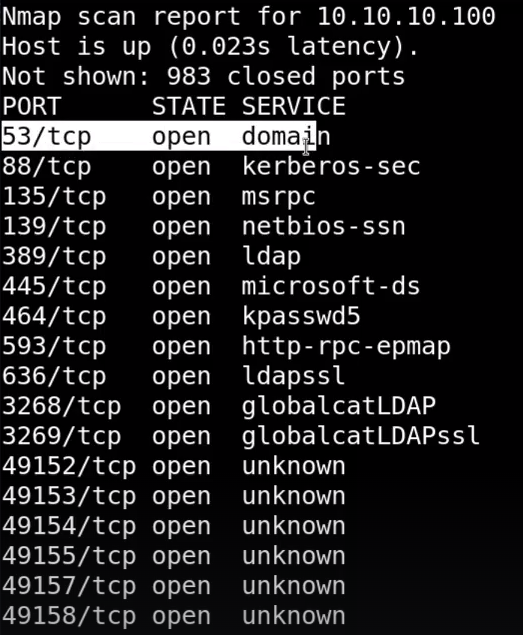 Nmap scan report for 10.10.10.100
Host is up (0.023s latency).
Not shown: 983 closed ports
PORT      STATE SERVICE
53/tcp    open  domain
88/tcp    open  kerberos-sec
135/tcp   open  msrpc
139/tcp   open  netbios-ssn
389/tcp   open  ldap
445/tcp   open  microsoft-ds
464/tcp   open  kpasswd5
593/tcp   open  http-rpc-epmap
636/tcp   open  ldapssl
3268/tcp  open  globalcatLDAP
3269/tcp  open  globalcatLDAPssl
49152/tcp open  unknown
49153/tcp open  unknown
49154/tcp open  unknown
49155/tcp open  unknown
49157/tcp open  unknown
49158/tcp open  unknown